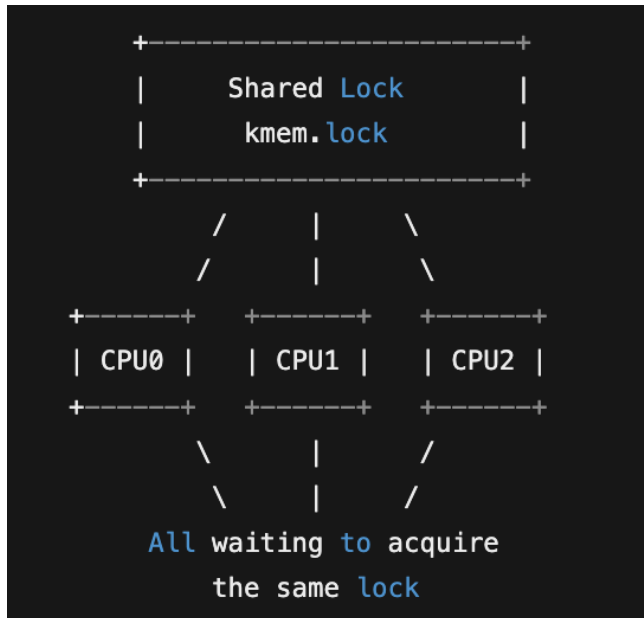 +-----------------------+
|     Shared Lock       |
|      kmem.lock        |
+-----------------------+
/     |     \
/      |      \
+------+   +------+   +------+
| CPU0 |   | CPU1 |   | CPU2 |
+------+   +------+   +------+
\      |      /
\     |     /
All waiting to acquire
the same lock